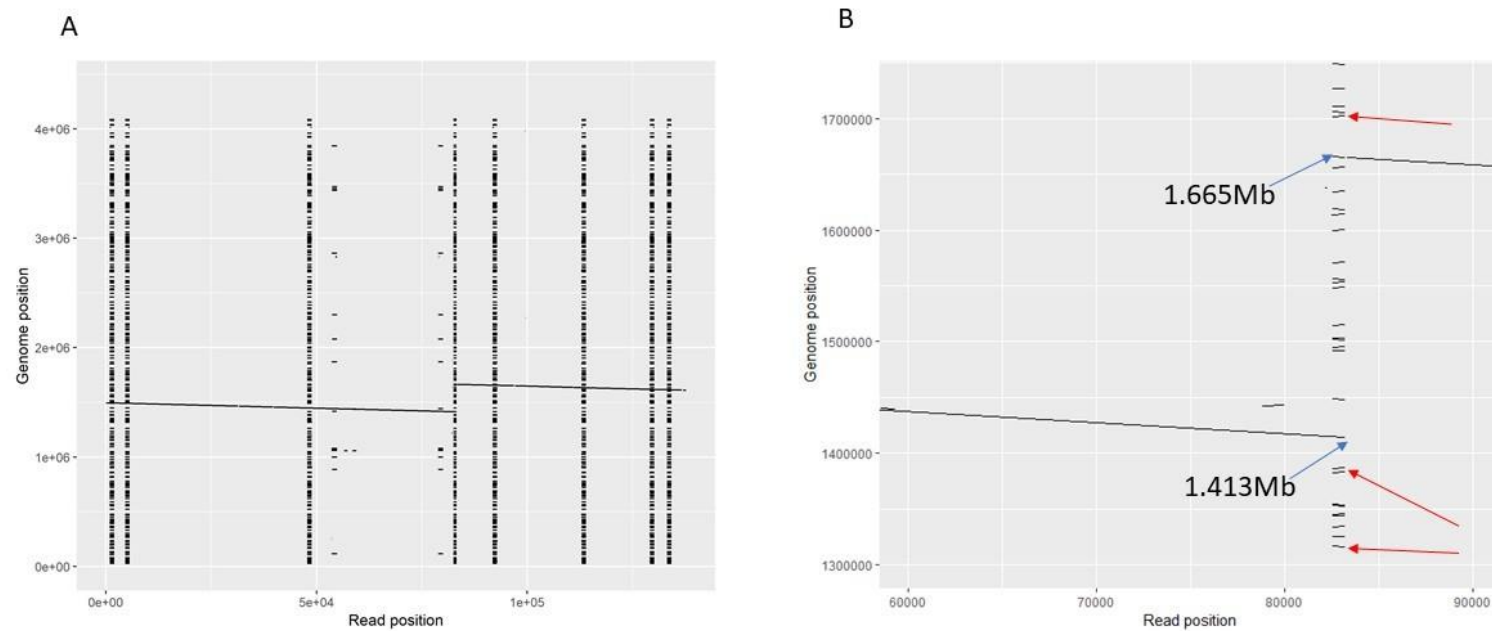 A
Genome position
4e+06
3e+06
2e+06
1e+06
0e+00
0e+00 5e+04 1e+05
Read position
B
Genome position
1700000
1600000
1500000
1400000
1300000
1.665Mb
1.413Mb
60000 70000 80000 90000
Read position